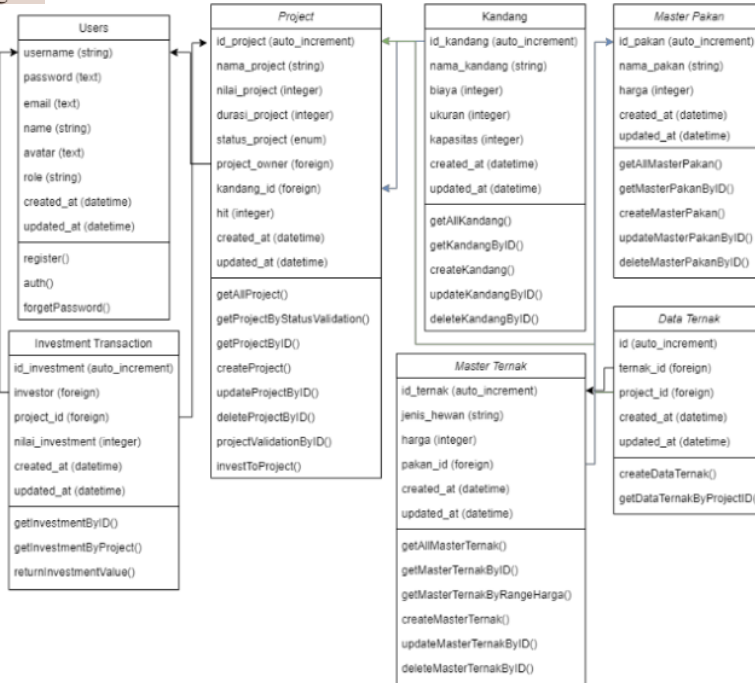 Users
username (string)
password (text)
email (text)
name (string)
avatar (text)
role (string)
created_at (datetime)
updated_at (datetime)
register()
auth()
forgetPassword()
Investment Transaction
id_investment (auto_increment)
investor (foreign)
project_id (foreign)
nilai_investment (integer)
created_at (datetime)
updated_at (datetime)
getInvestmentByID()
getInvestmentByProject()
returnInvestmentValue()
Project
id_project (auto_increment)
nama_project (string)
nilai_project (integer)
durasi_project (integer)
status_project (enum)
project_owner (foreign)
kandang_id (foreign)
hit (integer)
created_at (datetime)
updated_at (datetime)
getAllProject()
getProjectByStatusValidation()
getProjectByID()
createProject()
updateProjectByID()
deleteProjectByID()
projectValidationByID()
investToProject()
Kandang
id_kandang (auto_increment)
nama_kandang (string)
biaya (integer)
ukuran (integer)
kapasitas (integer)
created_at (datetime)
updated_at (datetime)
getAllKandang()
getKandangByID()
createKandang()
updateKandangByID()
deleteKandangByID()
Master Ternak
id_ternak (auto_increment)
jenis_hewan (string)
harga (integer)
pakan_id (foreign)
created_at (datetime)
updated_at (datetime)
getAllMasterTernak()
getMasterTernakByID()
getMasterTernakByRangeHarga()
createMasterTernak()
updateMasterTernakByID()
deleteMasterTernakByID()
Master Pakan
id_pakan (auto_increment)
nama_pakan (string)
harga (integer)
created_at (datetime)
updated_at (datetime)
getAllMasterPakan()
getMasterPakanByID()
createMasterPakan()
updateMasterPakanByID()
deleteMasterPakanByID()
Data Ternak
id (auto_increment)
ternak_id (foreign)
project_id (foreign)
created_at (datetime)
updated_at (datetime)
createDataTernak()
getDataTernakByProjectID(